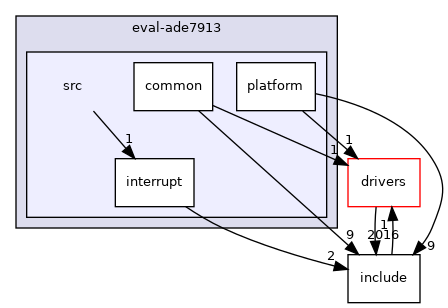 eval-ade7913
src
common
platform
1
1
1
interrupt
drivers
9
1
2016
9
2
include